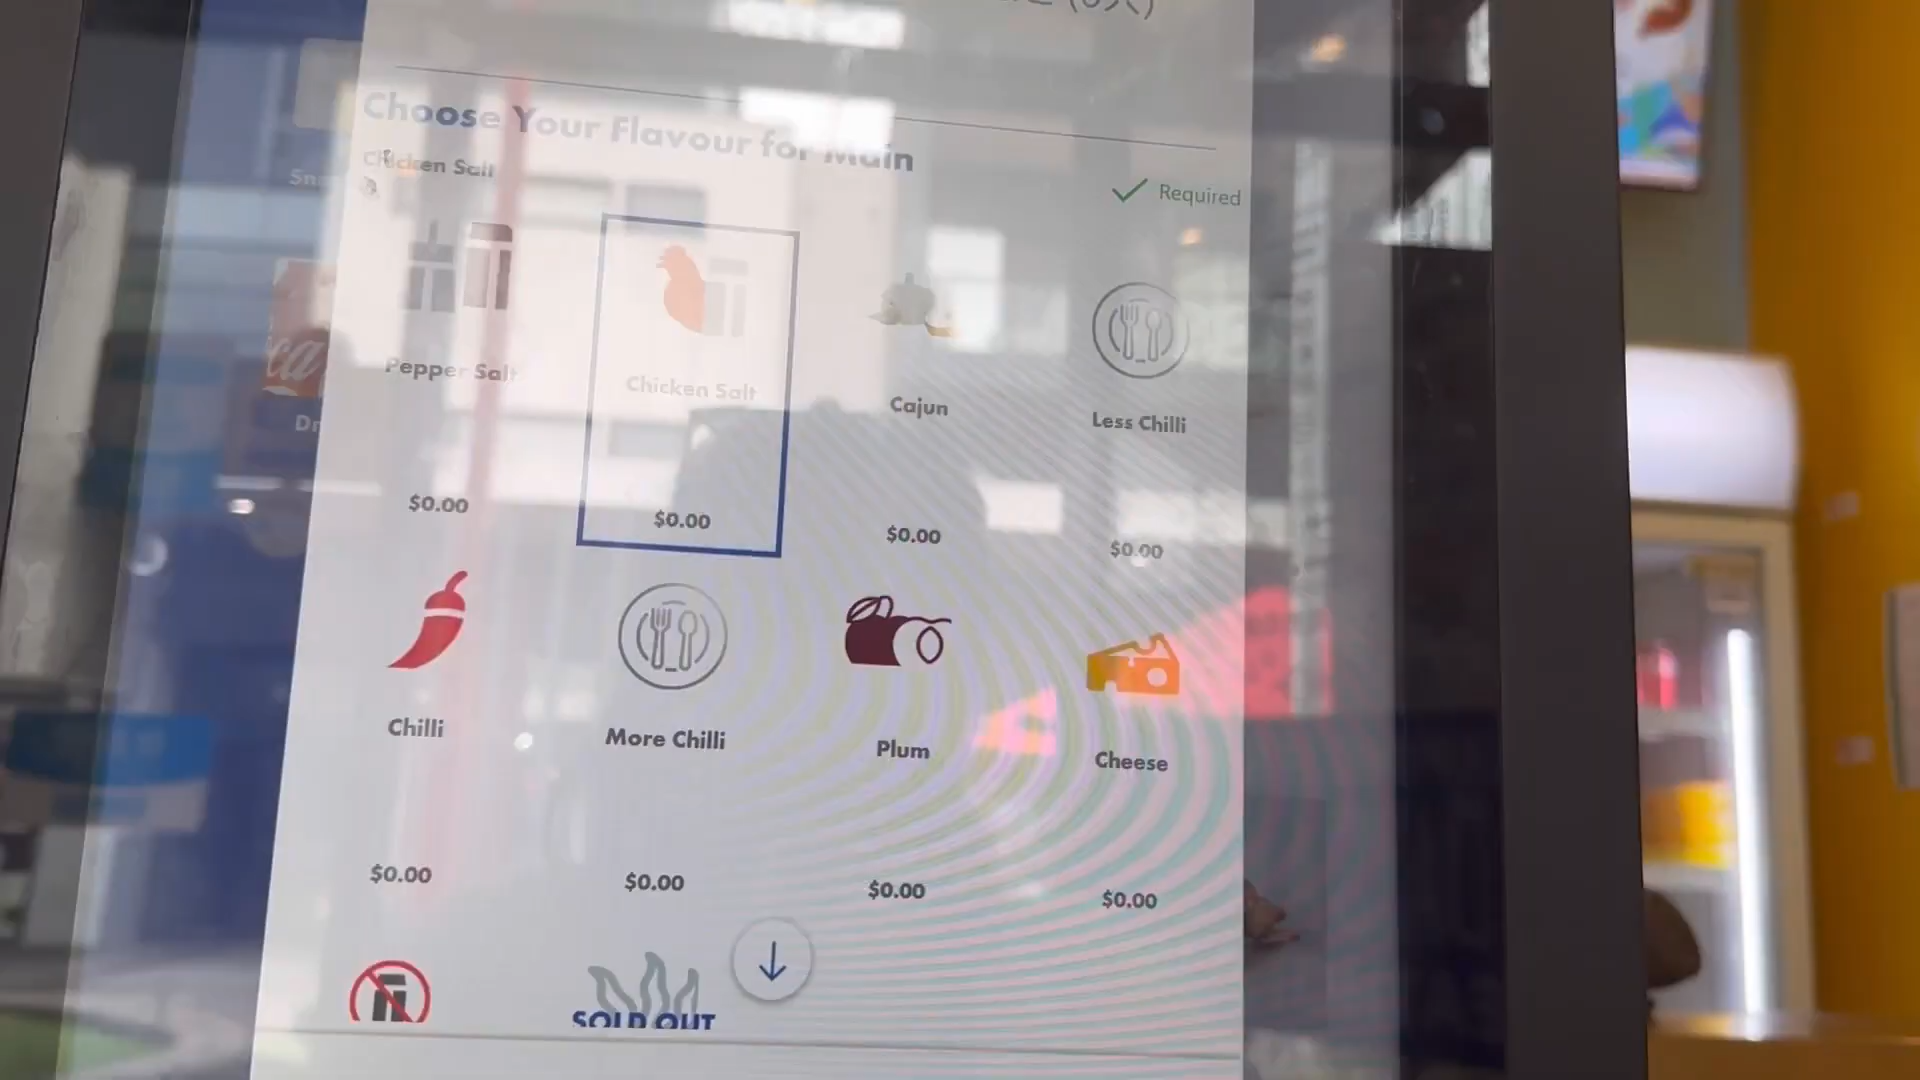 Choose Your Flavour for Main
Chicken Salt
Required
Pepper Salt
Chicken Salt
Cajun
Less Chilli
$0.00
$0.00
$0.00
$0.00
Chilli
More Chilli
Plum
Cheese
$0.00
$0.00
$0.00
$0.00
SOLD OUT